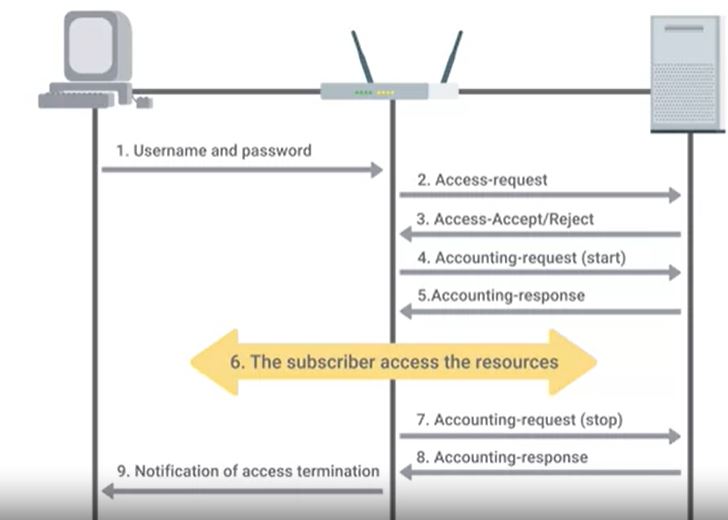 1. Username and password
2. Access-request
3. Access-Accept/Reject
4. Accounting-request (start)
5.Accounting-response
6. The subscriber access the resources
7. Accounting-request (stop)
8. Accounting-response
9. Notification of access termination